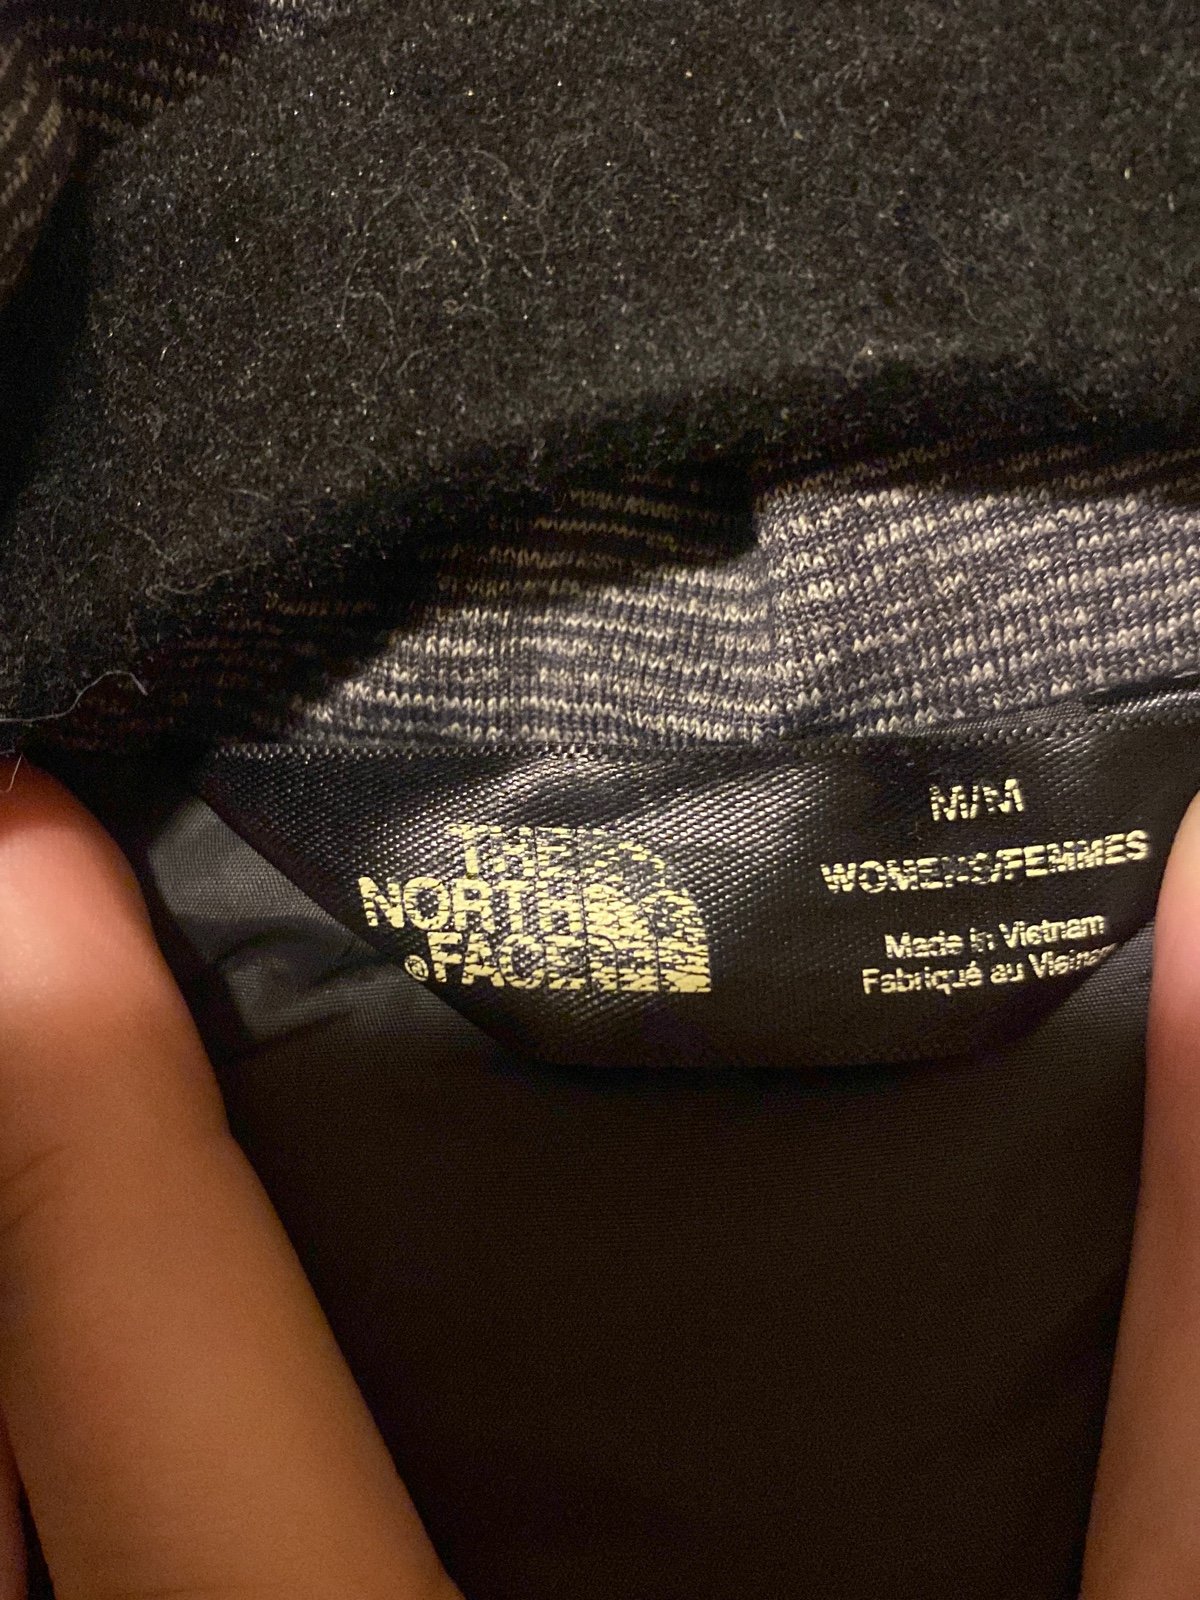 THE
NORTH
®FACE
M/M
WOMENS/FEMMES
Made in Vietnam
Fabriqué au Vietnam